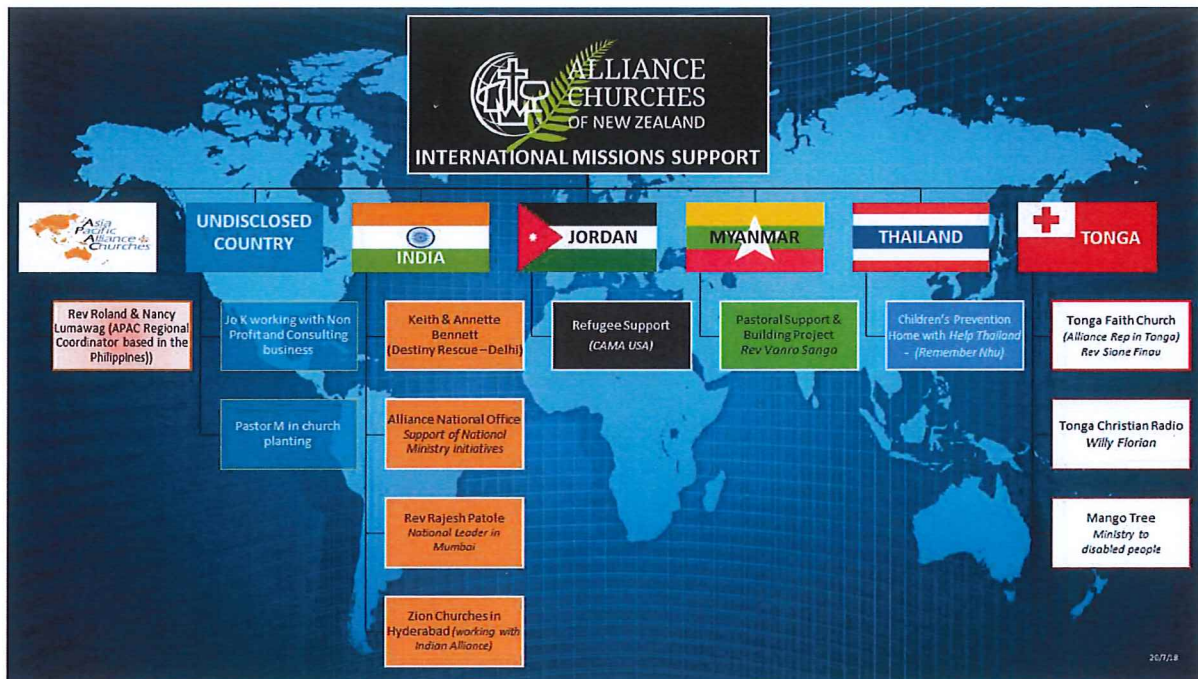 ALLIANCE
CHURCHES
OF NEW ZEALAND
INTERNATIONAL MISSIONS SUPPORT
Asia
Pacific
Alliance
Churches
UNDISCLOSED
COUNTRY
INDIA
JORDAN
MYANMAR
THAILAND
TONGA
Rev Roland & Nancy
Lumawag (APAC Regional
Coordinator based in the
Philippines))
Jo K working with Non
Profit and Consulting
business
Pastor M in church
planting
Keith & Annette
Bennett
(Destiny Rescue – Delhi)
Alliance National Office
Support of National
Ministry Initiatives
Rev Rajesh Patole
National Leader in
Mumbai
Zion Churches in
Hyderabad (working with
Indian Alliance)
Refugee Support
(CAMA USA)
Pastoral Support &
Building Project
Rev Vanro Sanga
Children's Prevention
Home with Help Thailand
- (Remember Nhu)
Tonga Faith Church
(Alliance Rep in Tonga)
Rev Sione Finau
Tonga Christian Radio
Willy Florian
Mango Tree
Ministry to
disabled people
20/7/18